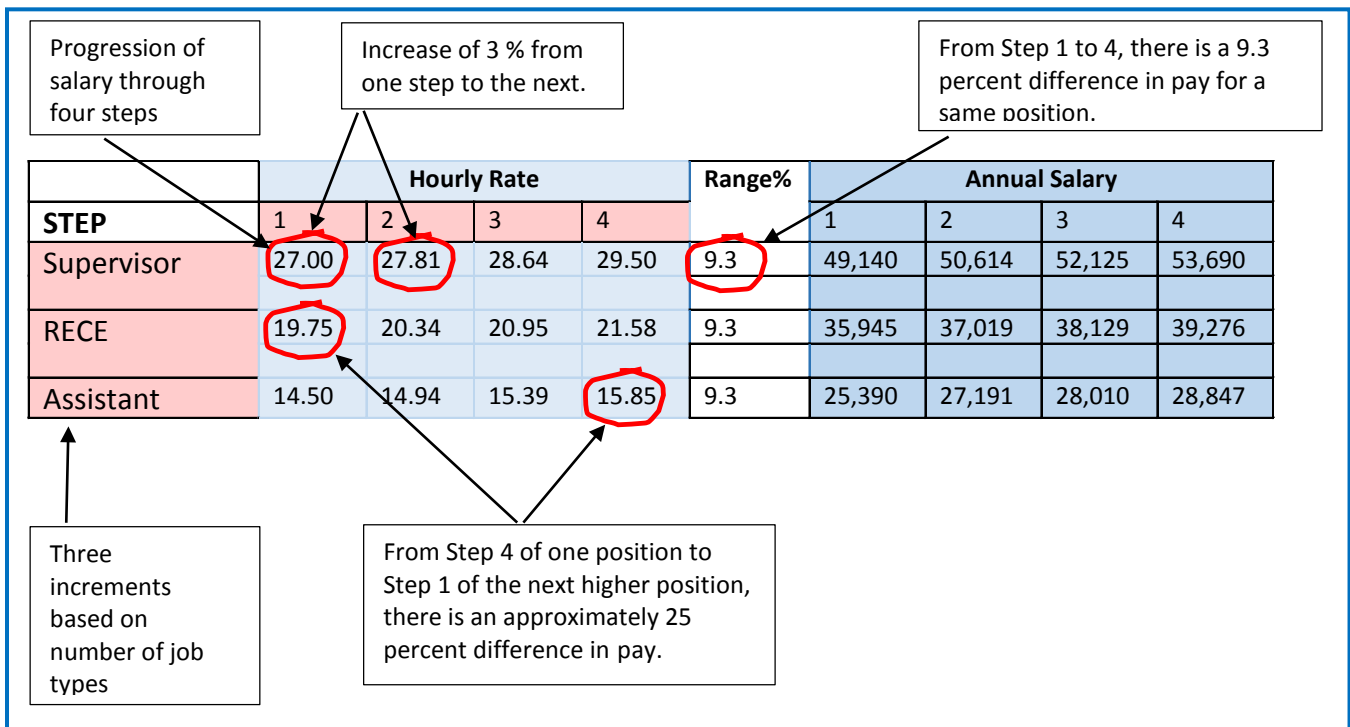 Progression of
salary through
four steps
Increase of 3 % from
one step to the next.
From Step 1 to 4, there is a 9.3
percent difference in pay for a
same position.
Hourly Rate Range% Annual Salary
STEP 1 2 3 4 1 2 3 4
Supervisor 27.00 27.81 28.64 29.50 9.3 49,140 50,614 52,125 53,690
RECE 19.75 20.34 20.95 21.58 9.3 35,945 37,019 38,129 39,276
Assistant 14.50 14.94 15.39 15.85 9.3 25,390 27,191 28,010 28,847
Three
increments
based on
number of job
types
From Step 4 of one position to
Step 1 of the next higher position,
there is an approximately 25
percent difference in pay.